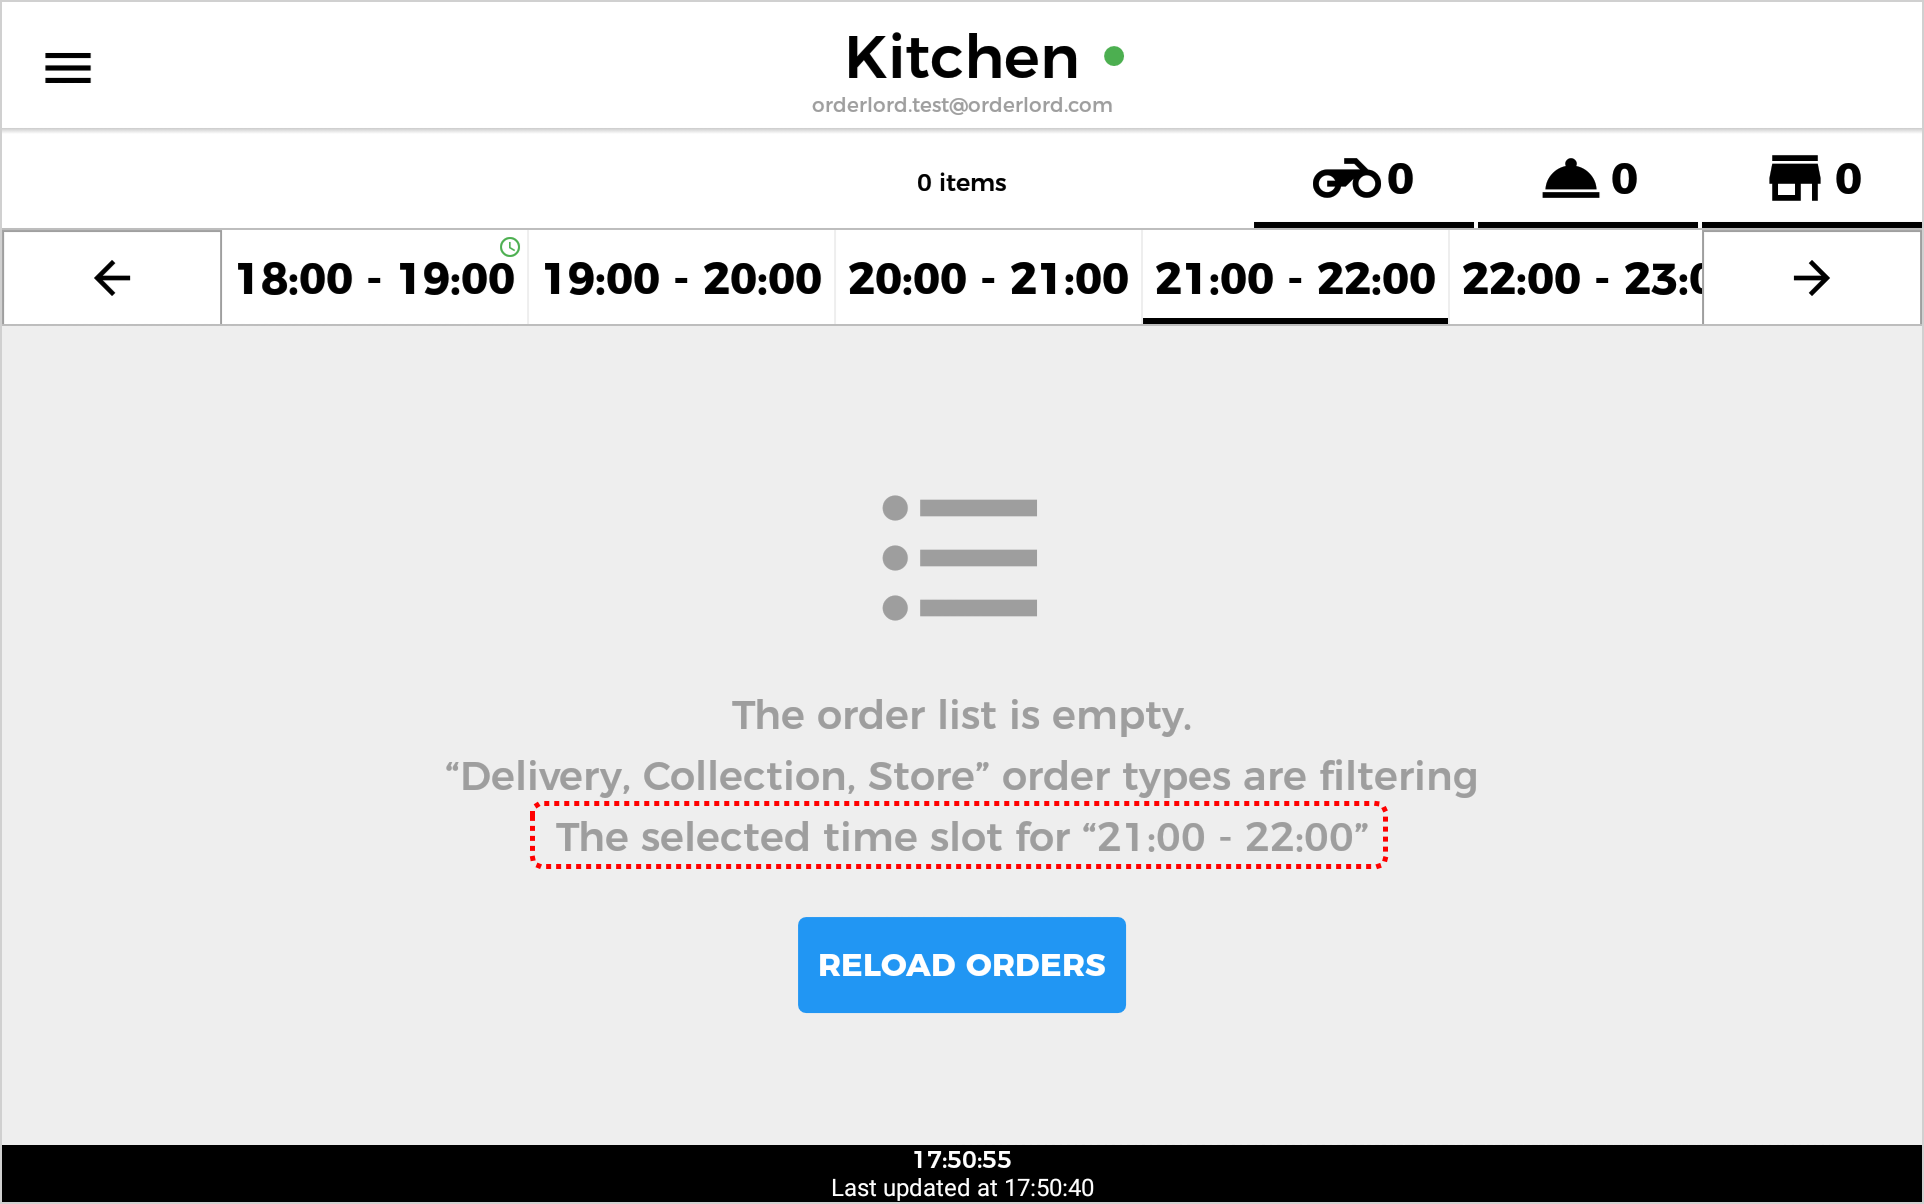 Kitchen
orderlord.test@orderlord.com
0 items
0
0
0
18:00 - 19:00
19:00 - 20:00
20:00 - 21:00
21:00 - 22:00
22:00 - 23:0
The order list is empty.
“Delivery, Collection, Store” order types are filtering
The selected time slot for “21:00 - 22:00”
RELOAD ORDERS
17:50:55
Last updated at 17:50:40